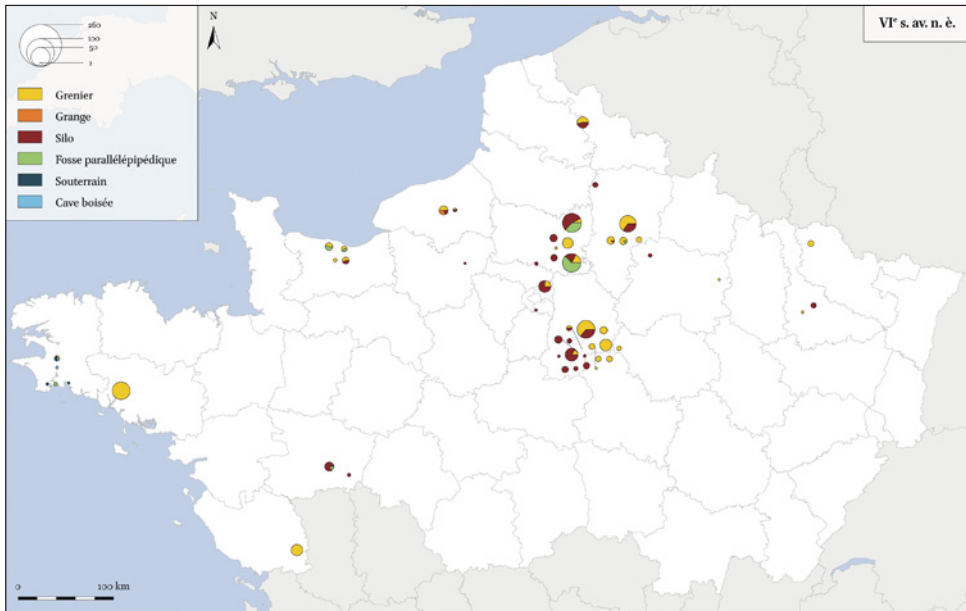 260
100
50
1
Grenier
Grange
Silo
Fosse parallélépipédique
Souterrain
Cave boisée
N
VIᵉ s. av. n. è.
0 100 km